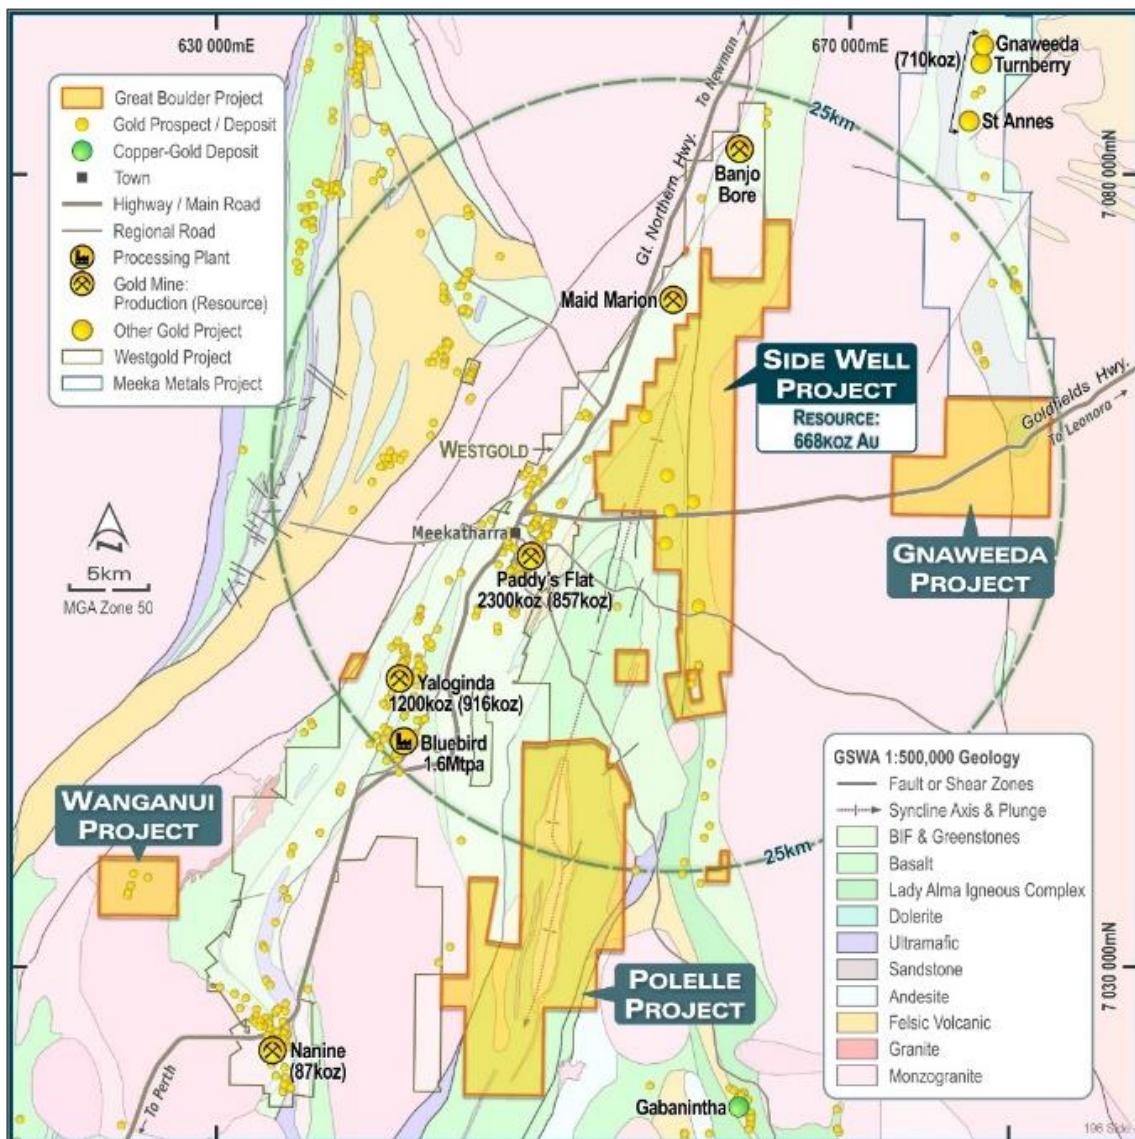 630 000mE
670 000mE
(710koz)
Gnaweeda
Turnberry
St Annes
7 080 000mN
To Newman
25km
Gt. Northern Hwy.
Banjo
Bore
Great Boulder Project
Gold Prospect / Deposit
Copper-Gold Deposit
Town
Highway / Main Road
Regional Road
Processing Plant
Gold Mine:
Production (Resource)
Other Gold Project
Westgold Project
Meeka Metals Project
Maid Marion
SIDE WELL
PROJECT
RESOURCE:
668KOZ AU
Goldfields Hwy.
To Leonora
WESTGOLD
Meekatharra
5km
MGA Zone 50
Paddy's Flat
2300koz (857koz)
GNAWEEDA
PROJECT
Yaloginda
1200koz (916koz)
Bluebird
1.6Mtpa
WANGANUI
PROJECT
25km
POLELLE
PROJECT
7 030 000mN
Nanine
(87koz)
To Perth
Gabanintha
GSWA 1:500,000 Geology
Fault or Shear Zones
Syncline Axis & Plunge
BIF & Greenstones
Basalt
Lady Alma Igneous Complex
Dolerite
Ultramafic
Sandstone
Andesite
Felsic Volcanic
Granite
Monzogranite